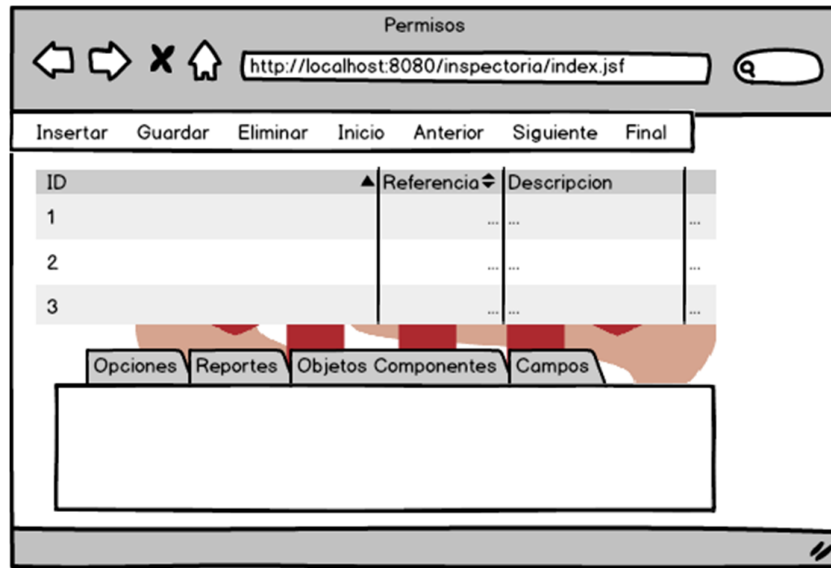 Permisos
http://localhost:8080/inspectoria/index.jsf
Insertar Guardar Eliminar Inicio Anterior Siguiente Final
ID Referencia Descripcion
1 ... ... ...
2 ... ... ...
3 ... ... ...
Opciones Reportes Objetos Componentes Campos